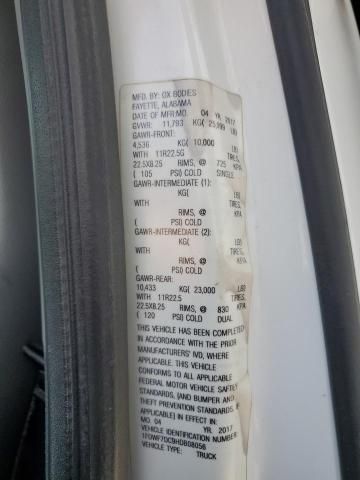 MFD. BY: OX BODIES
FAYETTE, ALABAMA
DATE OF MFR:MO. 04 YR. 2017
GVWR: 11,793 KG( 25,999 LB)
GAWR-FRONT:
4,536 KG( 10,000 LB)
WITH 11R22.5G TIRES,
22.5X8.25 RIMS, @ 725 KPA
( 105 PSI) COLD SINGLE
GAWR-INTERMEDIATE (1):
KG( LB)
WITH TIRES,
RIMS, @ KPA
( PSI) COLD
GAWR-INTERMEDIATE (2):
KG( LB)
WITH TIRES,
RIMS, @ KPA
( PSI) COLD
GAWR-REAR:
10,433 KG( 23,000 LB)
WITH 11R22.5 TIRES,
22.5X8.25 RIMS, @ 830 KPA
( 120 PSI) COLD DUAL
THIS VEHICLE HAS BEEN COMPLETED
IN ACCORDANCE WITH THE PRIOR
MANUFACTURERS' IVD, WHERE
APPLICABLE. THIS VEHICLE
CONFORMS TO ALL APPLICABLE
FEDERAL MOTOR VEHICLE SAFETY
STANDARDS, [AND BUMPER AND
THEFT PREVENTION STANDARDS, IF
APPLICABLE] IN EFFECT IN:
MO. 04 YR. 2017
VEHICLE IDENTIFICATION NUMBER:
1FDWF7DC9HDB08056
VEHICLE TYPE: TRUCK